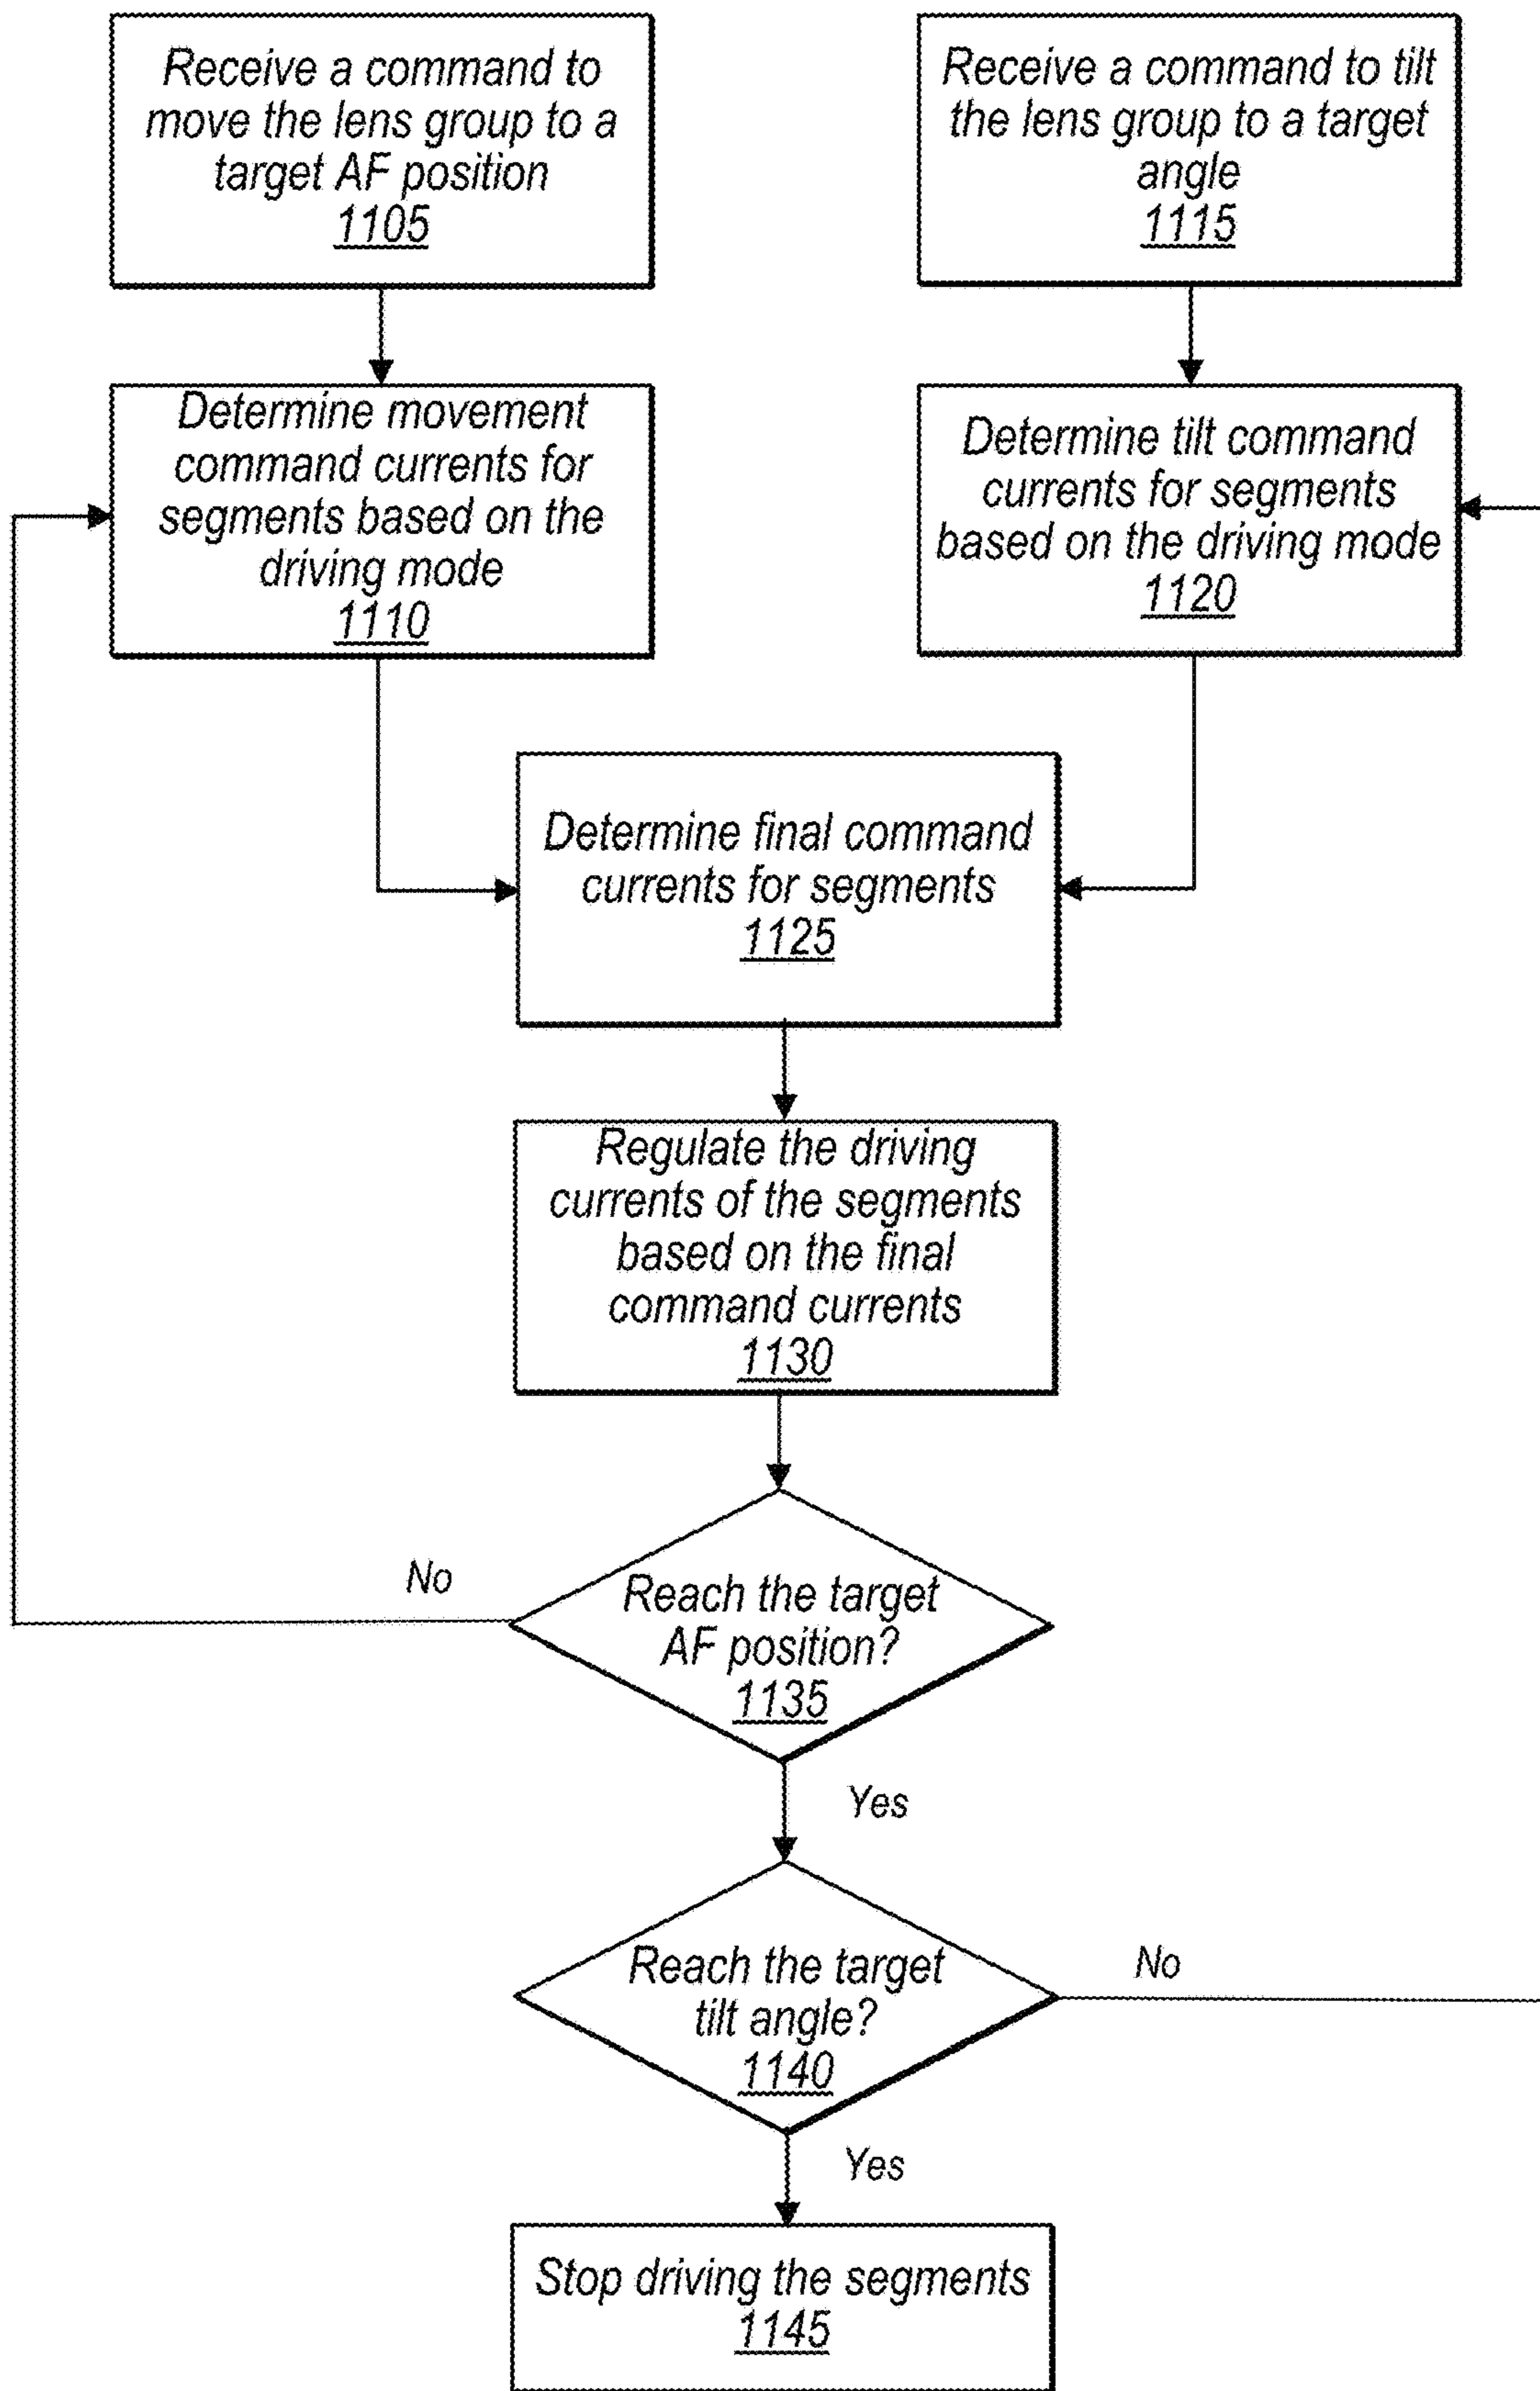 Receive a command to
move the lens group to a
target AF position
1105
Receive a command to tilt
the lens group to a target
angle
1115
Determine movement
command currents for
segments based on the
driving mode
1110
Determine tilt command
currents for segments
based on the driving mode
1120
Determine final command
currents for segments
1125
Regulate the driving
currents of the segments
based on the final
command currents
1130
No
Reach the target
AF position?
1135
Yes
Reach the target
tilt angle?
1140
No
Yes
Stop driving the segments
1145